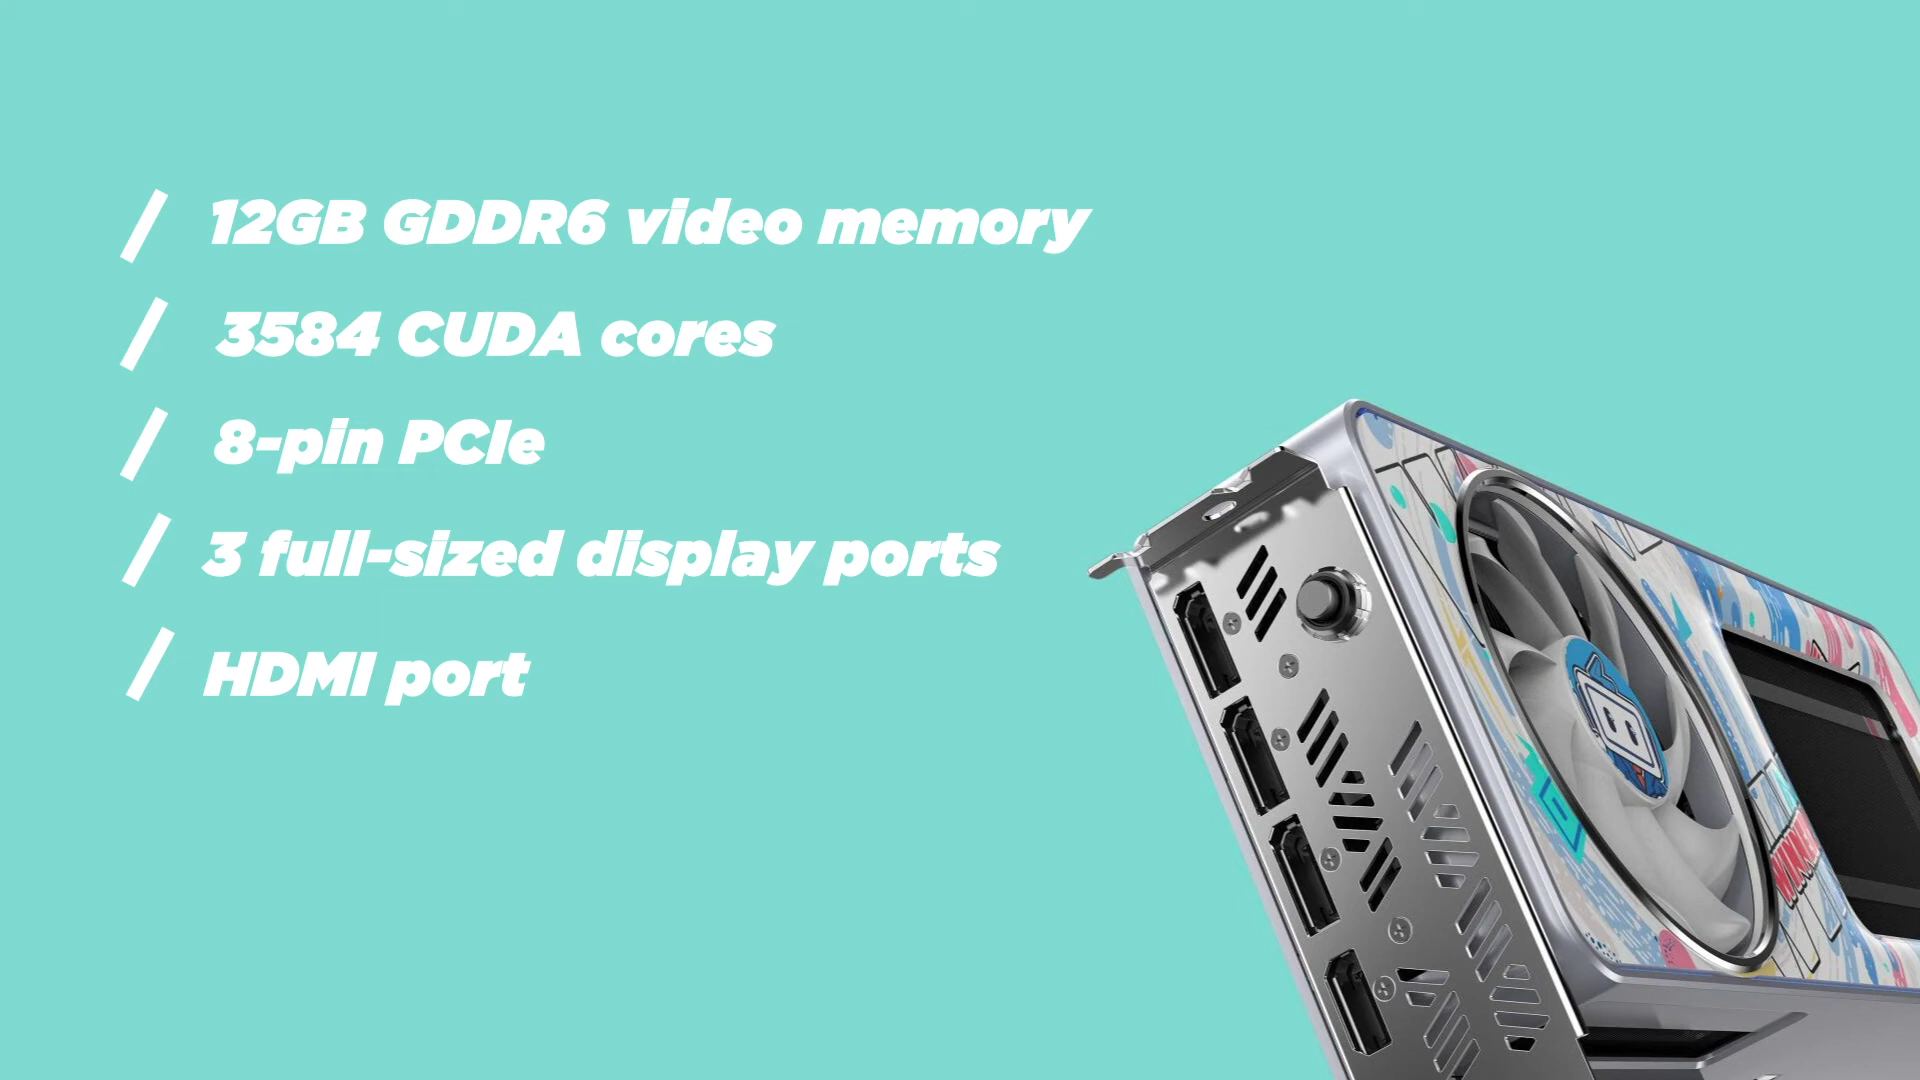 12GB GDDR6 video memory
3584 CUDA cores
8-pin PCIe
3 full-sized display ports
HDMI port
B